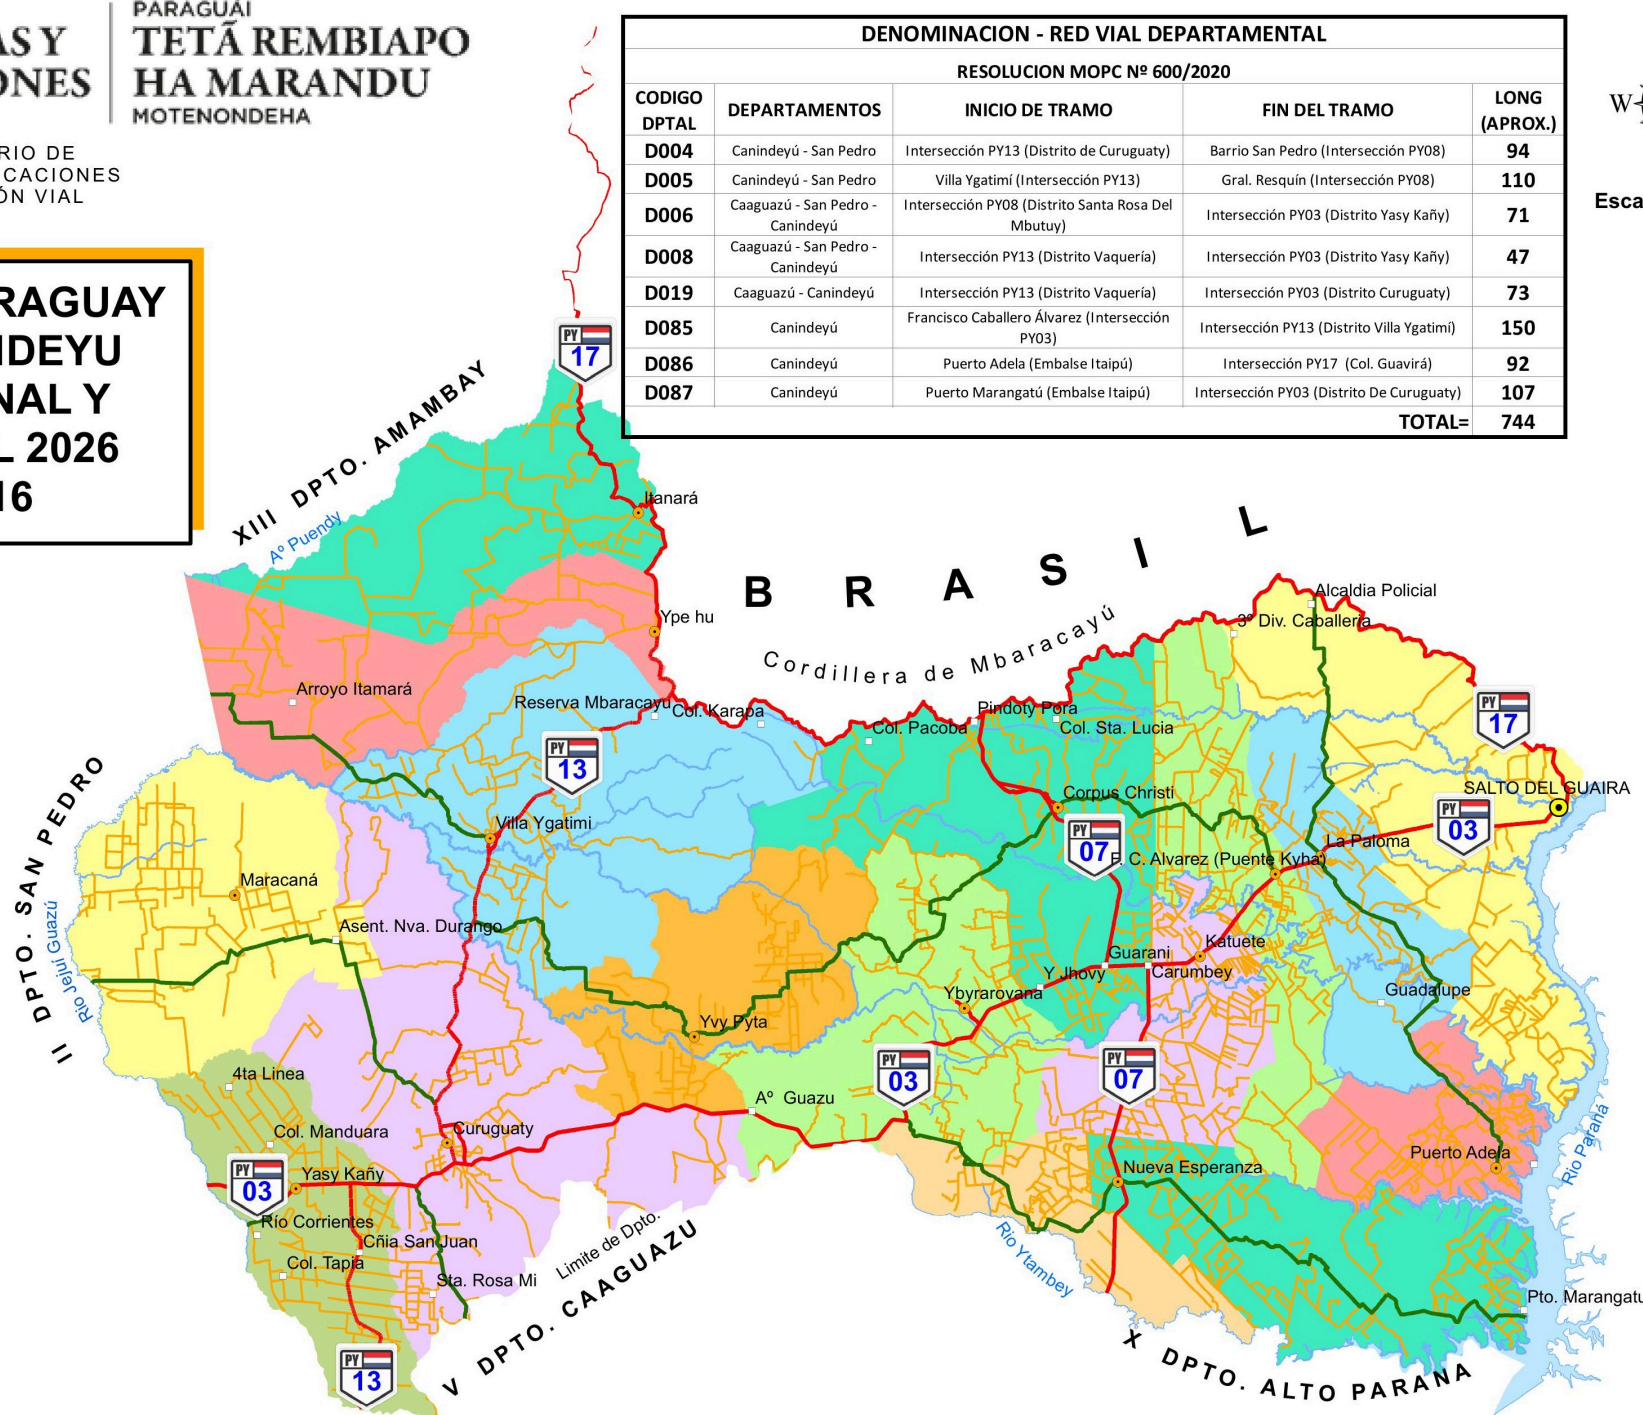 PARAGUÁI
AS Y
TETÃ REMBIAPO
ONES
HA MARANDU
MOTENONDEHA
RIO DE
CACIONES
ÓN VIAL
RAGUAY
NDEYU
NAL Y
L 2026
16
DENOMINACION - RED VIAL DEPARTAMENTAL
RESOLUCION MOPC Nº 600/2020
CODIGO DPTAL DEPARTAMENTOS INICIO DE TRAMO FIN DEL TRAMO LONG (APROX.)
D004 Canindeyú - San Pedro Intersección PY13 (Distrito de Curuguaty) Barrio San Pedro (Intersección PY08) 94
D005 Canindeyú - San Pedro Villa Ygatimí (Intersección PY13) Gral. Resquín (Intersección PY08) 110
D006 Caaguazú - San Pedro - Canindeyú Intersección PY08 (Distrito Santa Rosa Del Mbutuy) Intersección PY03 (Distrito Yasy Kañy) 71
D008 Caaguazú - San Pedro - Canindeyú Intersección PY13 (Distrito Vaquería) Intersección PY03 (Distrito Yasy Kañy) 47
D019 Caaguazú - Canindeyú Intersección PY13 (Distrito Vaquería) Intersección PY03 (Distrito Curuguaty) 73
D085 Canindeyú Francisco Caballero Álvarez (Intersección PY03) Intersección PY13 (Distrito Villa Ygatimí) 150
D086 Canindeyú Puerto Adela (Embalse Itaipú) Intersección PY17 (Col. Guavirá) 92
D087 Canindeyú Puerto Marangatú (Embalse Itaipú) Intersección PY03 (Distrito De Curuguaty) 107
TOTAL= 744
W
Esca
PY 17
XIII DPTO. AMAMBAY
Aº Puendy
Itanará
B R A S I L
Ype hu
Cordillera de Mbaracayú
Alcaldia Policial
3º Div. Caballeria
Arroyo Itamará
Reserva Mbaracayu
Col. Karapa
Col. Pacoba
Pindoty Pora
Col. Sta. Lucia
PY 17
PY 13
SALTO DEL GUAIRA
Corpus Christi
PY 03
Villa Ygatimi
PY 07
La Paloma
F. C. Alvarez (Puente Kyha)
II DPTO. SAN PEDRO
Rio Jejui Guazú
Maracaná
Asent. Nva. Durango
Katuete
Guarani
Y Jhovy
Carumbey
Ybyrarovana
Guadalupe
Yvy Pyta
PY 03
PY 07
4ta Linea
Aº Guazu
Col. Manduara
Curuguaty
Puerto Adela
Rio Paraná
PY 03
Yasy Kañy
Nueva Esperanza
Río Corrientes
Cñia San Juan
Col. Tapia
Sta. Rosa Mi
Limite de Dpto.
Rio Ytambey
Pto. Marangatu
V DPTO. CAAGUAZU
X DPTO. ALTO PARANA
PY 13